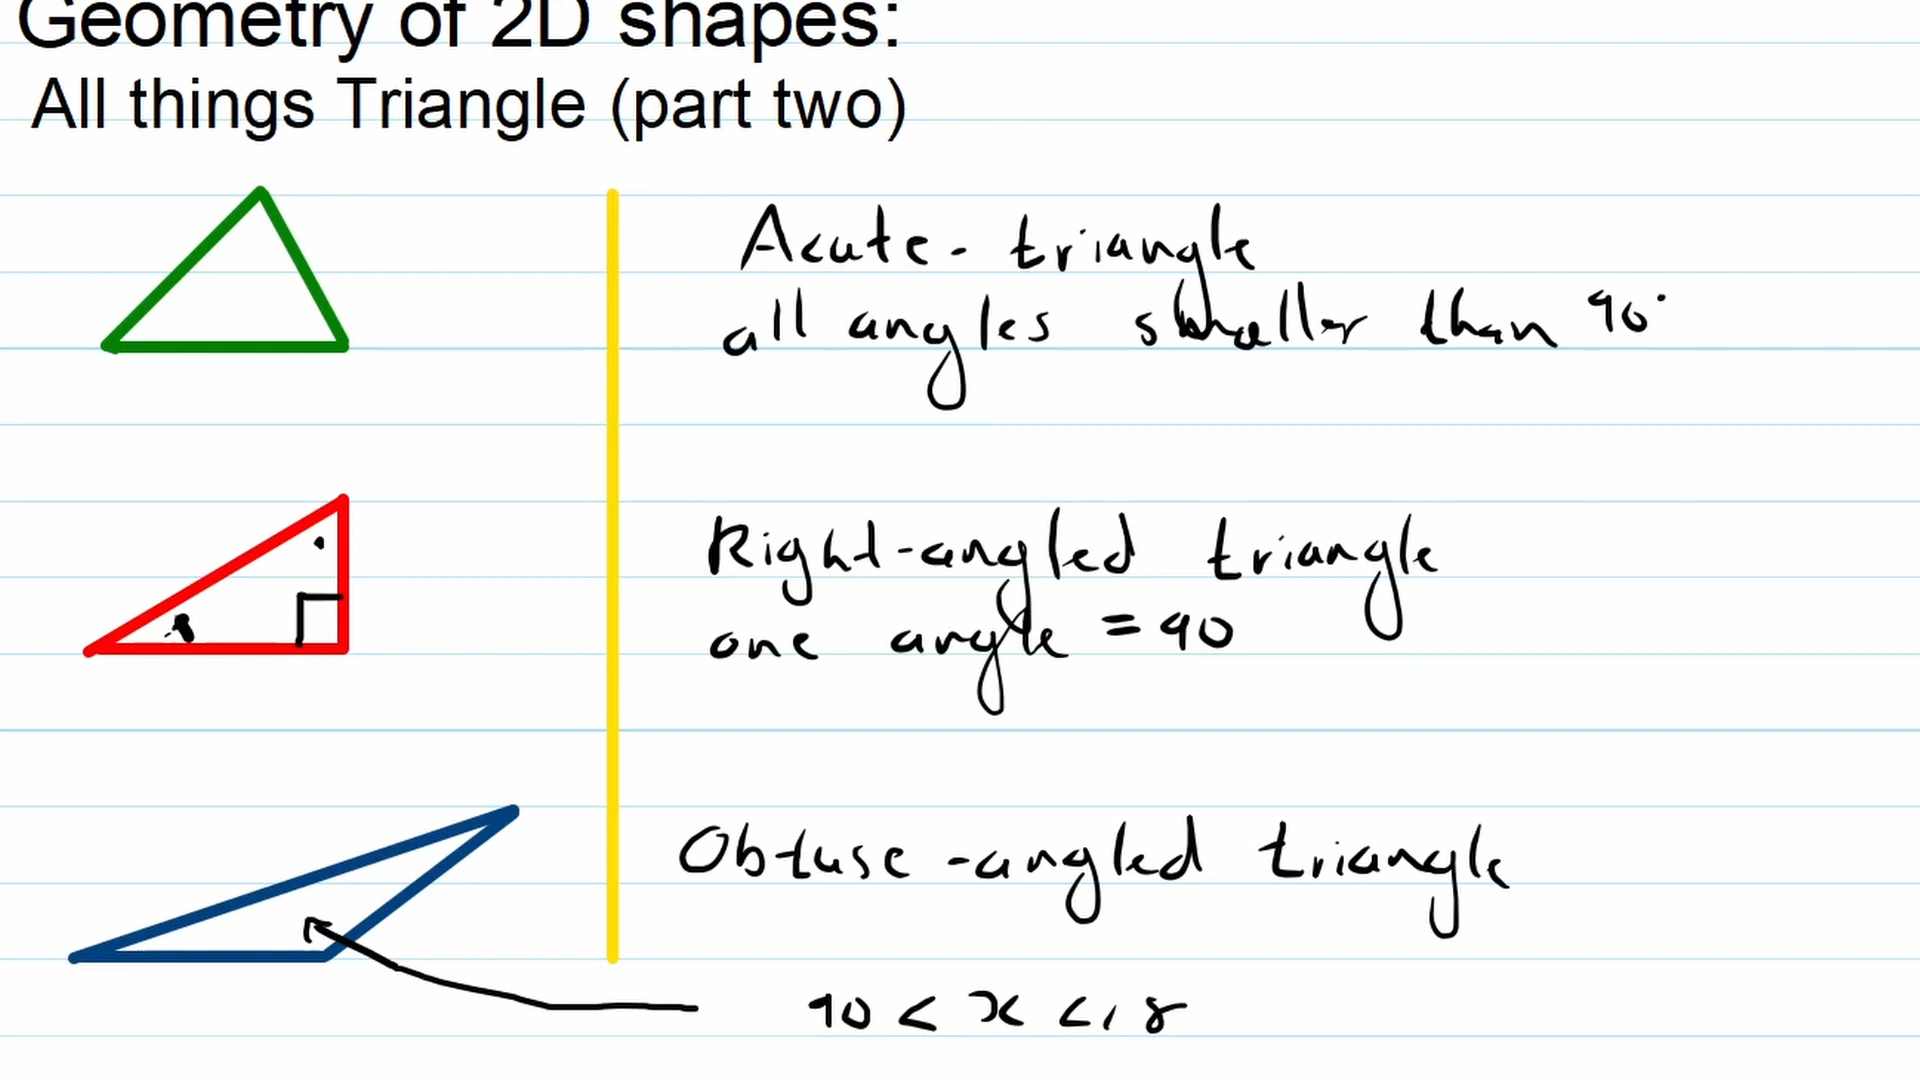 Geometry of 2D shapes:
All things Triangle (part two)
Acute - triangle
all angles smaller than 90°
Right-angled triangle
one angle = 90
Obtuse -angled triangle
90 < x < 18